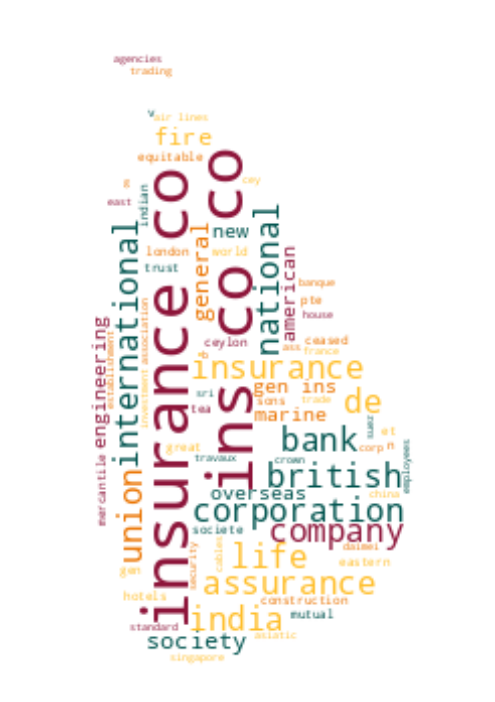 agencies
trading
v
air lines
fire
equitable
co
insurance co
ins co
cey
g
east
indian
new
national
international
general
london
world
trust
american
banque
pte
house
engineering
establishment
association
investment
ceylon
ceased
ass
france
b
insurance
gen ins
de
sri
sons
trade
tea
marine
suez
et
bank
corp
n
great
travaux
crown
employees
mercantile
british
union
overseas
china
corporation
societe
company
security
cables
life
daimei
eastern
gen
assurance
hotels
construction
india
mutual
standard
society
asiatic
singapore